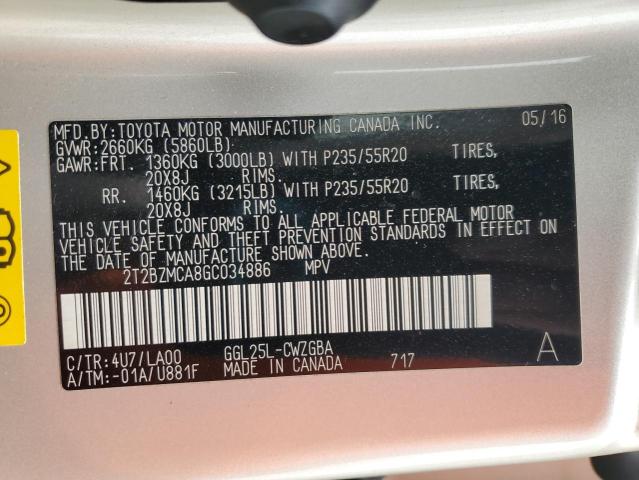 MFD.BY:TOYOTA MOTOR MANUFACTURING CANADA INC. 05/16
GVWR:2660KG (5860LB)
GAWR:FRT. 1360KG (3000LB) WITH P235/55R20 TIRES,
20X8J RIMS.
RR. 1460KG (3215LB) WITH P235/55R20 TIRES,
20X8J RIMS.
THIS VEHICLE CONFORMS TO ALL APPLICABLE FEDERAL MOTOR
VEHICLE SAFETY AND THEFT PREVENTION STANDARDS IN EFFECT ON
THE DATE OF MANUFACTURE SHOWN ABOVE.
2T2BZMCA8GC034886 MPV
C/TR:4U7/LA00 GGL25L-CWZGBA A
A/TM:-01A/U881F MADE IN CANADA 717